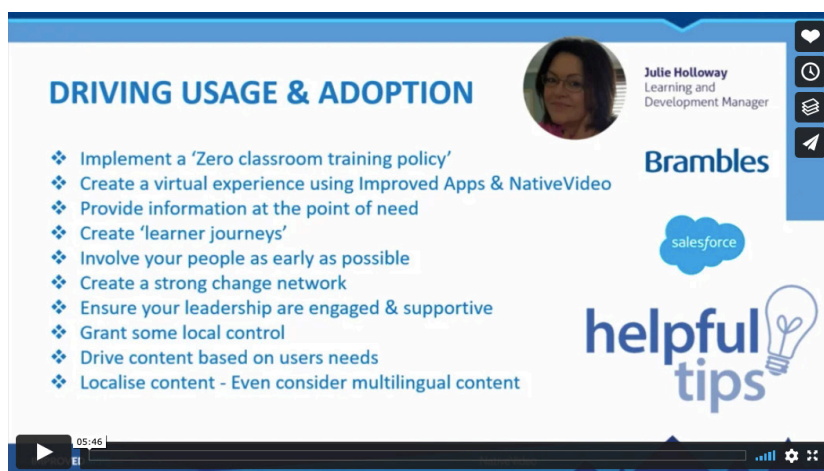 DRIVING USAGE & ADOPTION
Julie Holloway
Learning and
Development Manager
Brambles
salesforce
❖ Implement a ‘Zero classroom training policy’
❖ Create a virtual experience using Improved Apps & NativeVideo
❖ Provide information at the point of need
❖ Create ‘learner journeys’
❖ Involve your people as early as possible
❖ Create a strong change network
❖ Ensure your leadership are engaged & supportive
❖ Grant some local control
❖ Drive content based on users needs
❖ Localise content - Even consider multilingual content
helpful
tips
05:46